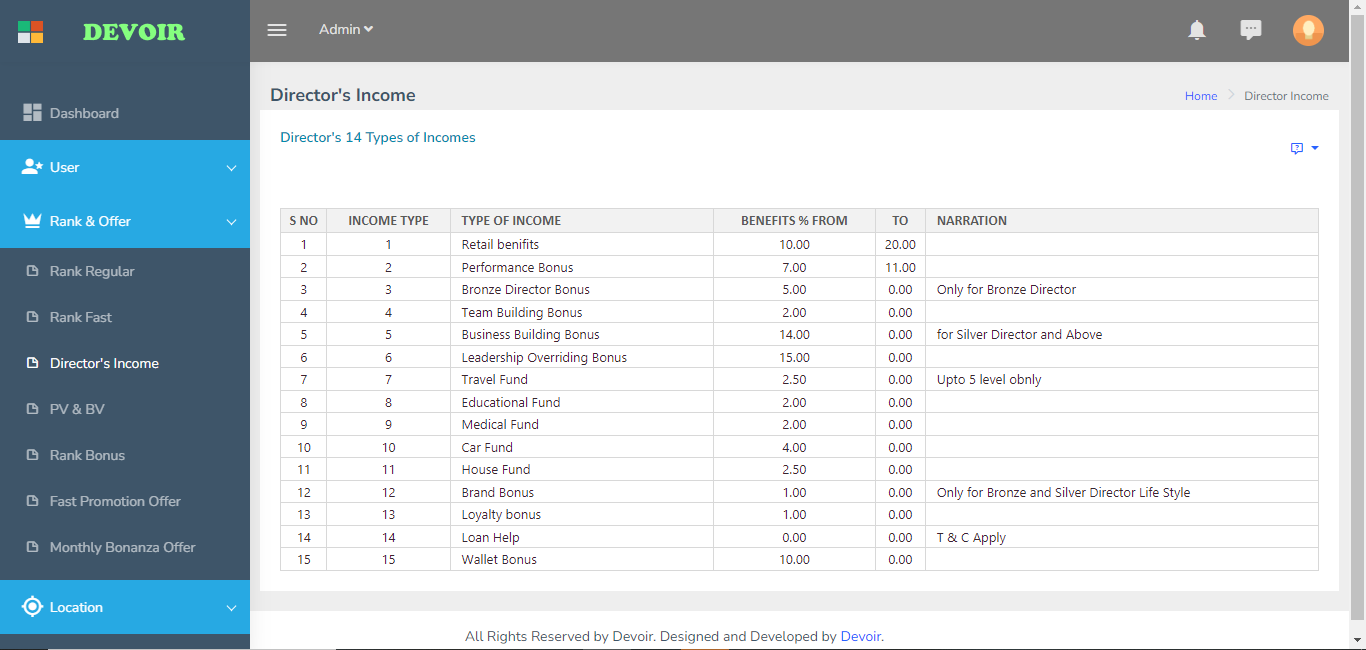 DEVOIR
Admin
Dashboard
User
Rank & Offer
Rank Regular
Rank Fast
Director's Income
PV & BV
Rank Bonus
Fast Promotion Offer
Monthly Bonanza Offer
Location
Director's Income
Home Director Income
Director's 14 Types of Incomes
S NO INCOME TYPE TYPE OF INCOME BENEFITS % FROM TO NARRATION
1 1 Retail benifits 10.00 20.00
2 2 Performance Bonus 7.00 11.00
3 3 Bronze Director Bonus 5.00 0.00 Only for Bronze Director
4 4 Team Building Bonus 2.00 0.00
5 5 Business Building Bonus 14.00 0.00 for Silver Director and Above
6 6 Leadership Overriding Bonus 15.00 0.00
7 7 Travel Fund 2.50 0.00 Upto 5 level obnly
8 8 Educational Fund 2.00 0.00
9 9 Medical Fund 2.00 0.00
10 10 Car Fund 4.00 0.00
11 11 House Fund 2.50 0.00
12 12 Brand Bonus 1.00 0.00 Only for Bronze and Silver Director Life Style
13 13 Loyalty bonus 1.00 0.00
14 14 Loan Help 0.00 0.00 T & C Apply
15 15 Wallet Bonus 10.00 0.00
All Rights Reserved by Devoir. Designed and Developed by Devoir.